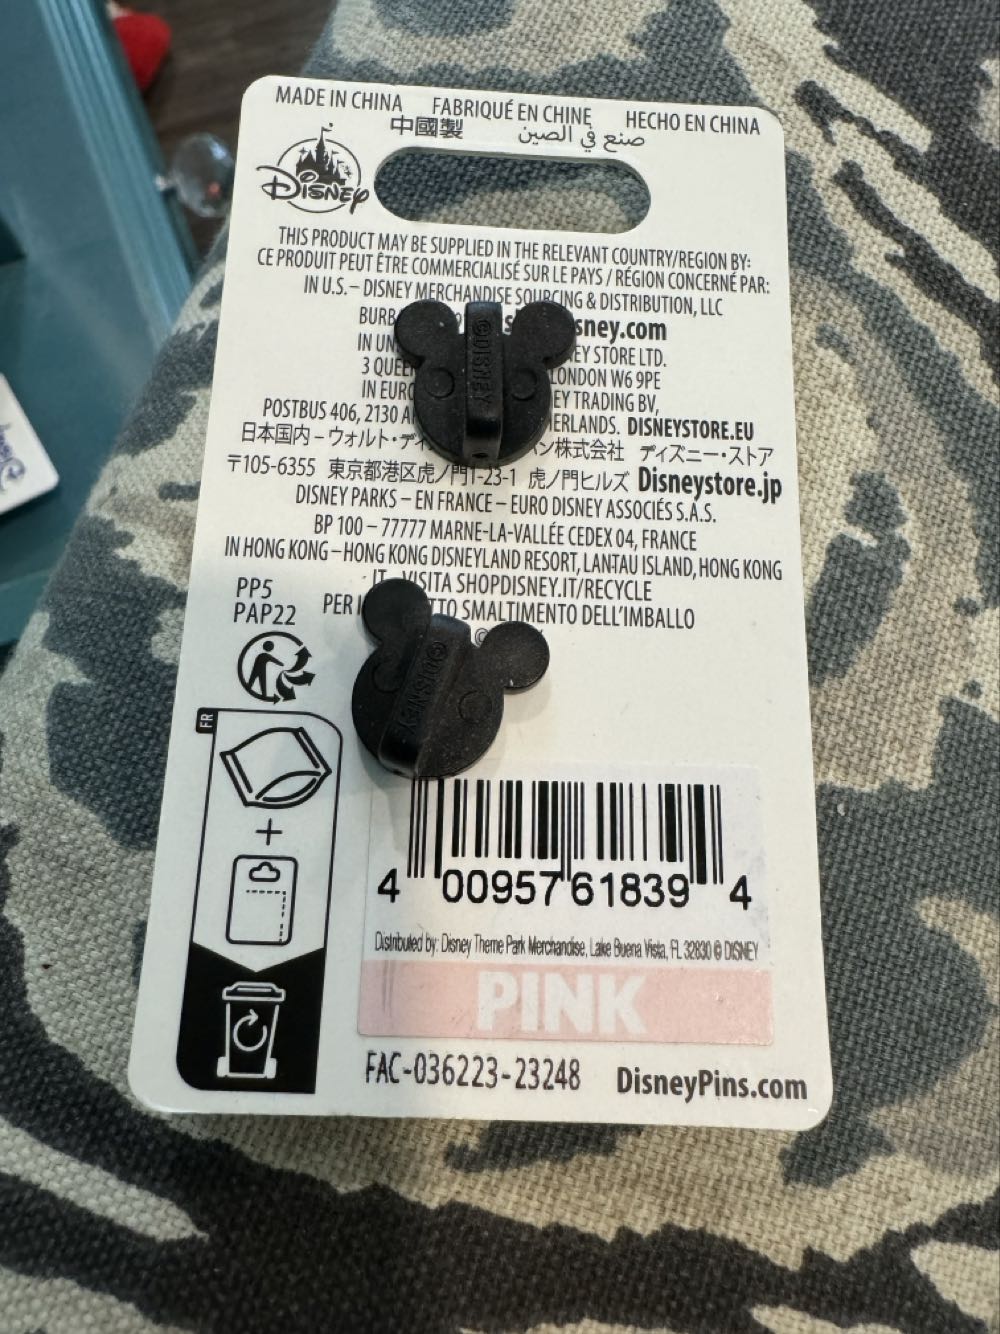 MADE IN CHINA FABRIQUÉ EN CHINE HECHO EN CHINA
中國製 صنع في الصين
DISNEY
THIS PRODUCT MAY BE SUPPLIED IN THE RELEVANT COUNTRY/REGION BY:
CE PRODUIT PEUT ÊTRE COMMERCIALISÉ SUR LE PAYS / RÉGION CONCERNÉ PAR:
IN U.S. – DISNEY MERCHANDISE SOURCING & DISTRIBUTION, LLC
sney.com
©DISNEY
IN EY STORE LTD.
3 LONDON W6 9PE
IN EY TRADING BV,
POSTBUS 406, 2130 ERLANDS. DISNEYSTORE.EU
日本国内 – ウォルト・ディ ン株式会社 ディズニー・ストア
〒105-6355 東京都港区虎ノ門1-23-1 虎ノ門ヒルズ Disneystore.jp
DISNEY PARKS – EN FRANCE – EURO DISNEY ASSOCIÉS S.A.S.
BP 100 – 77777 MARNE-LA-VALLÉE CEDEX 04, FRANCE
IN HONG KONG – HONG KONG DISNEYLAND RESORT, LANTAU ISLAND, HONG KONG
IT VISITA SHOPDISNEY.IT/RECYCLE
PER TTO SMALTIMENTO DELL'IMBALLO
©
©DISNEY
PP5
PAP22
FR
+
4 00957 61839 4
Distributed by: Disney Theme Park Merchandise, Lake Buena Vista, FL 32830 © DISNEY
PINK
FAC-036223-23248 DisneyPins.com